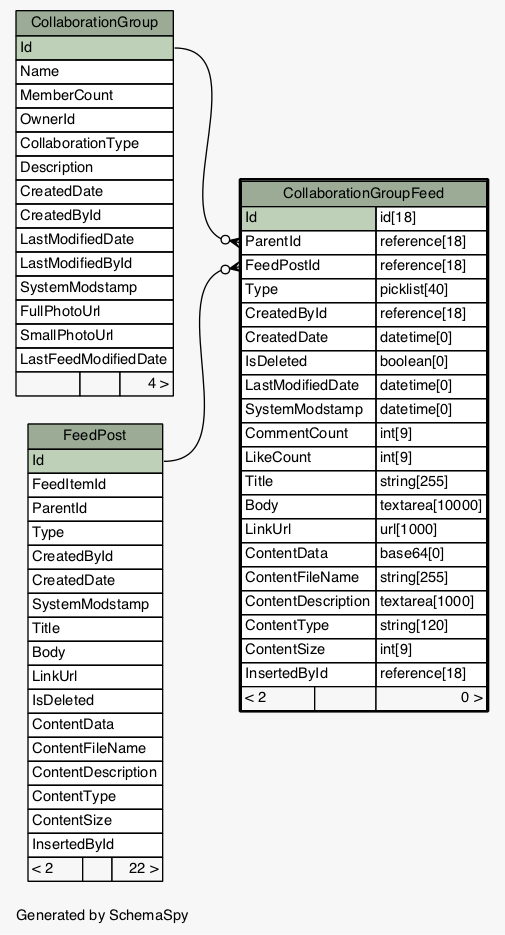 CollaborationGroup
Id
Name
MemberCount
OwnerId
CollaborationType
Description
CreatedDate
CreatedById
LastModifiedDate
LastModifiedById
SystemModstamp
FullPhotoUrl
SmallPhotoUrl
LastFeedModifiedDate
4 >
CollaborationGroupFeed
Id id[18]
ParentId reference[18]
FeedPostId reference[18]
Type picklist[40]
CreatedById reference[18]
CreatedDate datetime[0]
IsDeleted boolean[0]
LastModifiedDate datetime[0]
SystemModstamp datetime[0]
CommentCount int[9]
LikeCount int[9]
Title string[255]
Body textarea[10000]
LinkUrl url[1000]
ContentData base64[0]
ContentFileName string[255]
ContentDescription textarea[1000]
ContentType string[120]
ContentSize int[9]
InsertedById reference[18]
< 2 0 >
FeedPost
Id
FeedItemId
ParentId
Type
CreatedById
CreatedDate
SystemModstamp
Title
Body
LinkUrl
IsDeleted
ContentData
ContentFileName
ContentDescription
ContentType
ContentSize
InsertedById
< 2 22 >
Generated by SchemaSpy